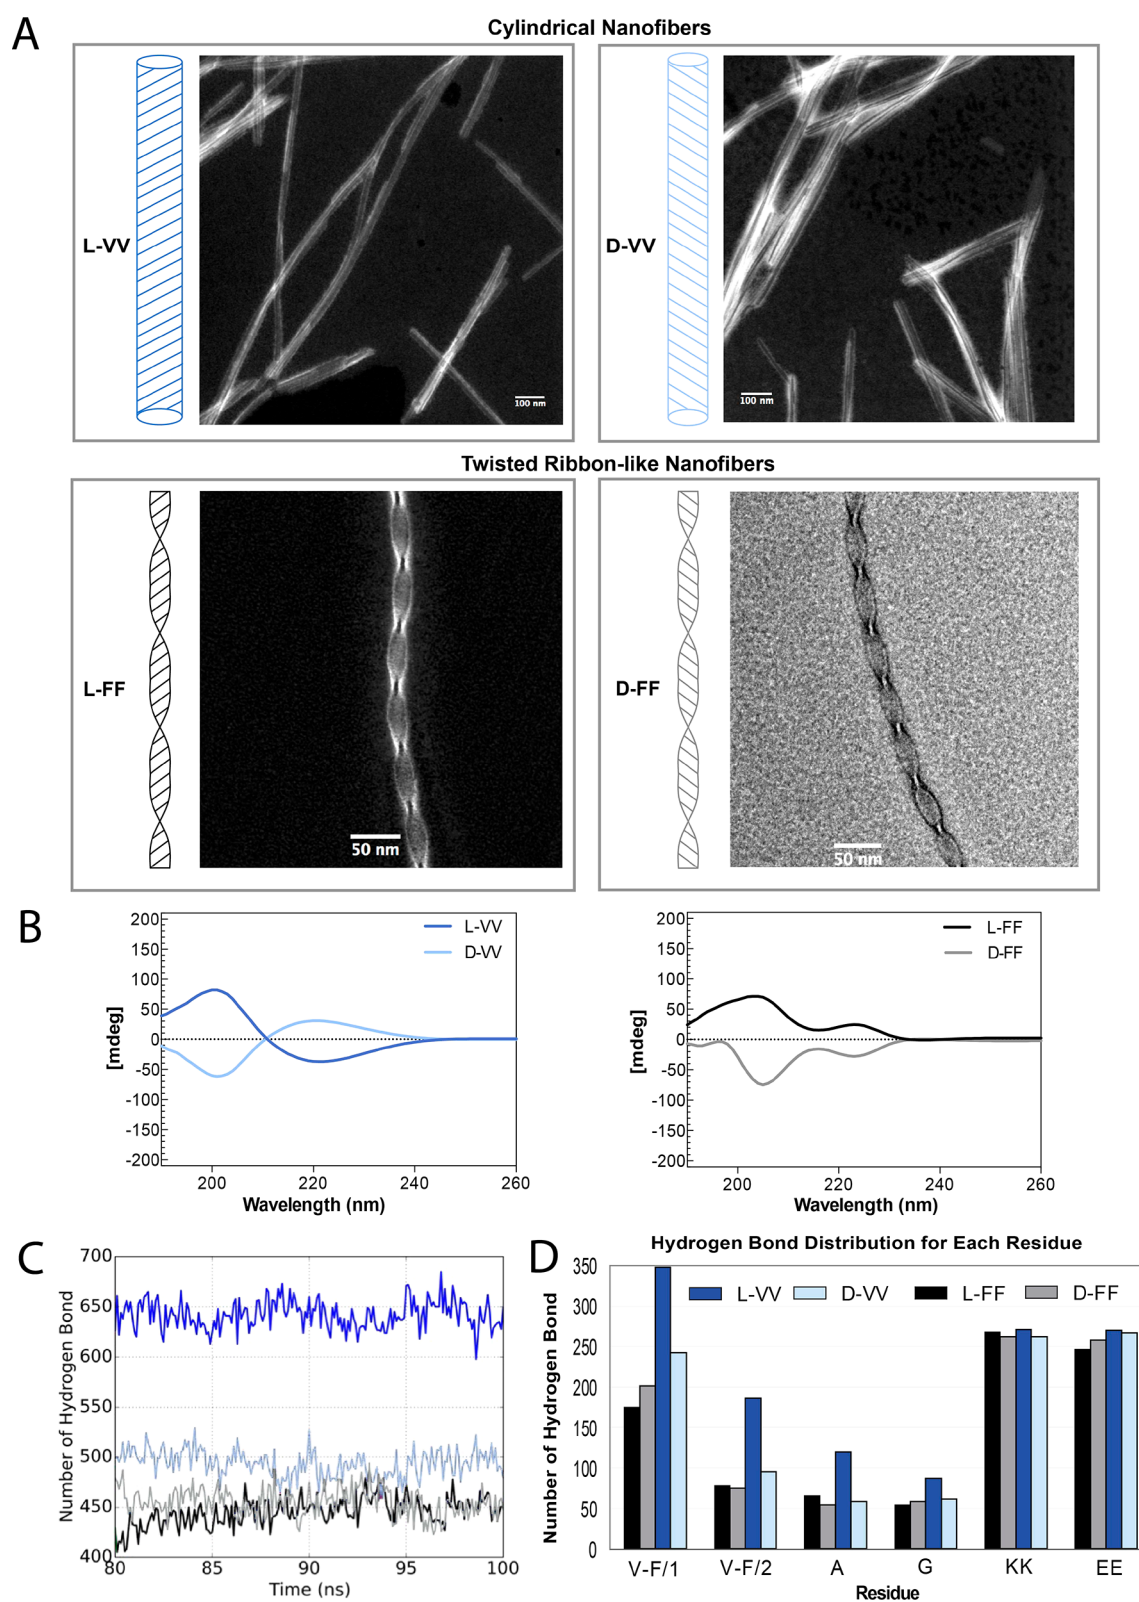 A
Cylindrical Nanofibers
L-VV
100 nm
D-VV
100 nm
Twisted Ribbon-like Nanofibers
L-FF
50 nm
D-FF
50 nm
B
200
150
100
50
0
-50
-100
-150
-200
[mdeg]
L-VV
D-VV
200 220 240 260
Wavelength (nm)
200
150
100
50
0
-50
-100
-150
-200
[mdeg]
L-FF
D-FF
200 220 240 260
Wavelength (nm)
C
700
650
600
550
500
450
400
Number of Hydrogen Bond
80 85 90 95 100
Time (ns)
D
Hydrogen Bond Distribution for Each Residue
350
300
250
200
150
100
50
0
Number of Hydrogen Bond
L-VV D-VV L-FF D-FF
V-F/1 V-F/2 A G KK EE
Residue